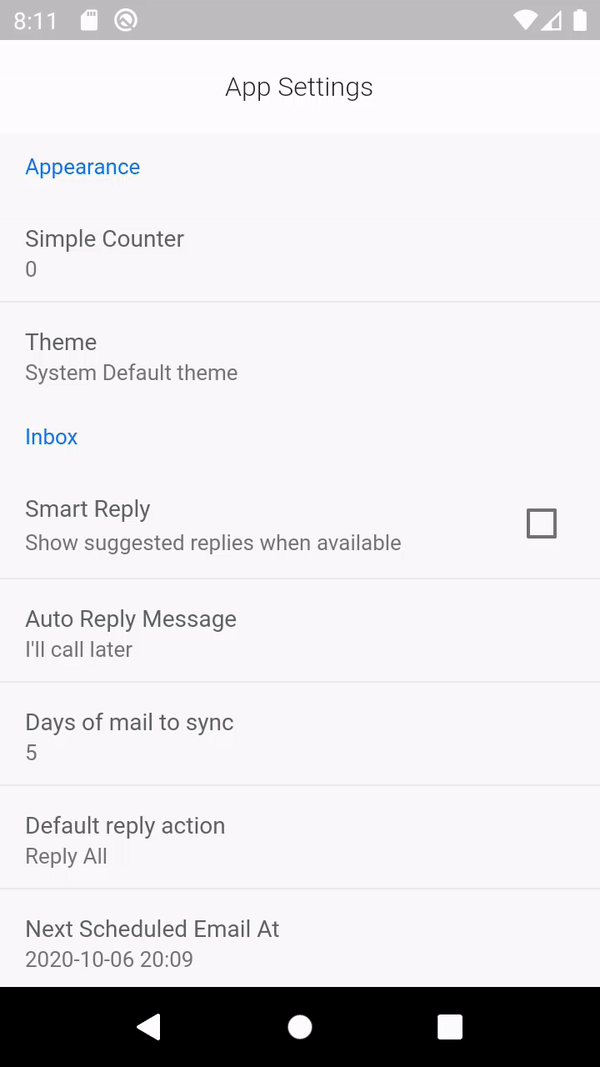 8:11
App Settings
Appearance
Simple Counter
0
Theme
System Default theme
Inbox
Smart Reply
Show suggested replies when available
Auto Reply Message
I'll call later
Days of mail to sync
5
Default reply action
Reply All
Next Scheduled Email At
2020-10-06 20:09